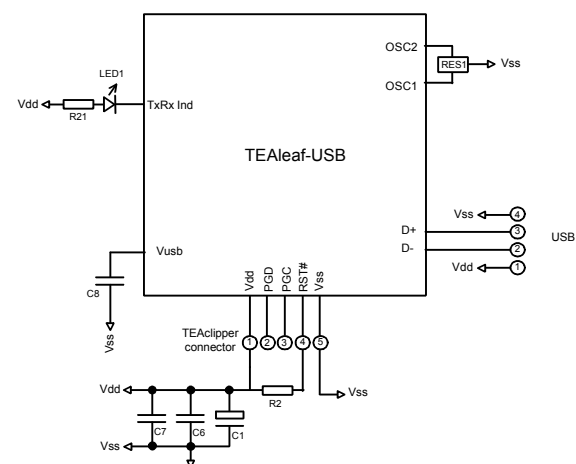 OSC2
RES1
Vss
LED1
OSC1
Vdd
TxRx Ind
R21
TEAleaf-USB
Vss
4
D+
3
USB
D-
2
Vusb
Vdd
1
Vdd
PGD
PGC
RST#
Vss
C8
Vss
TEAclipper
connector
1
2
3
4
5
Vdd
R2
Vss
C7
C6
C1
Vss